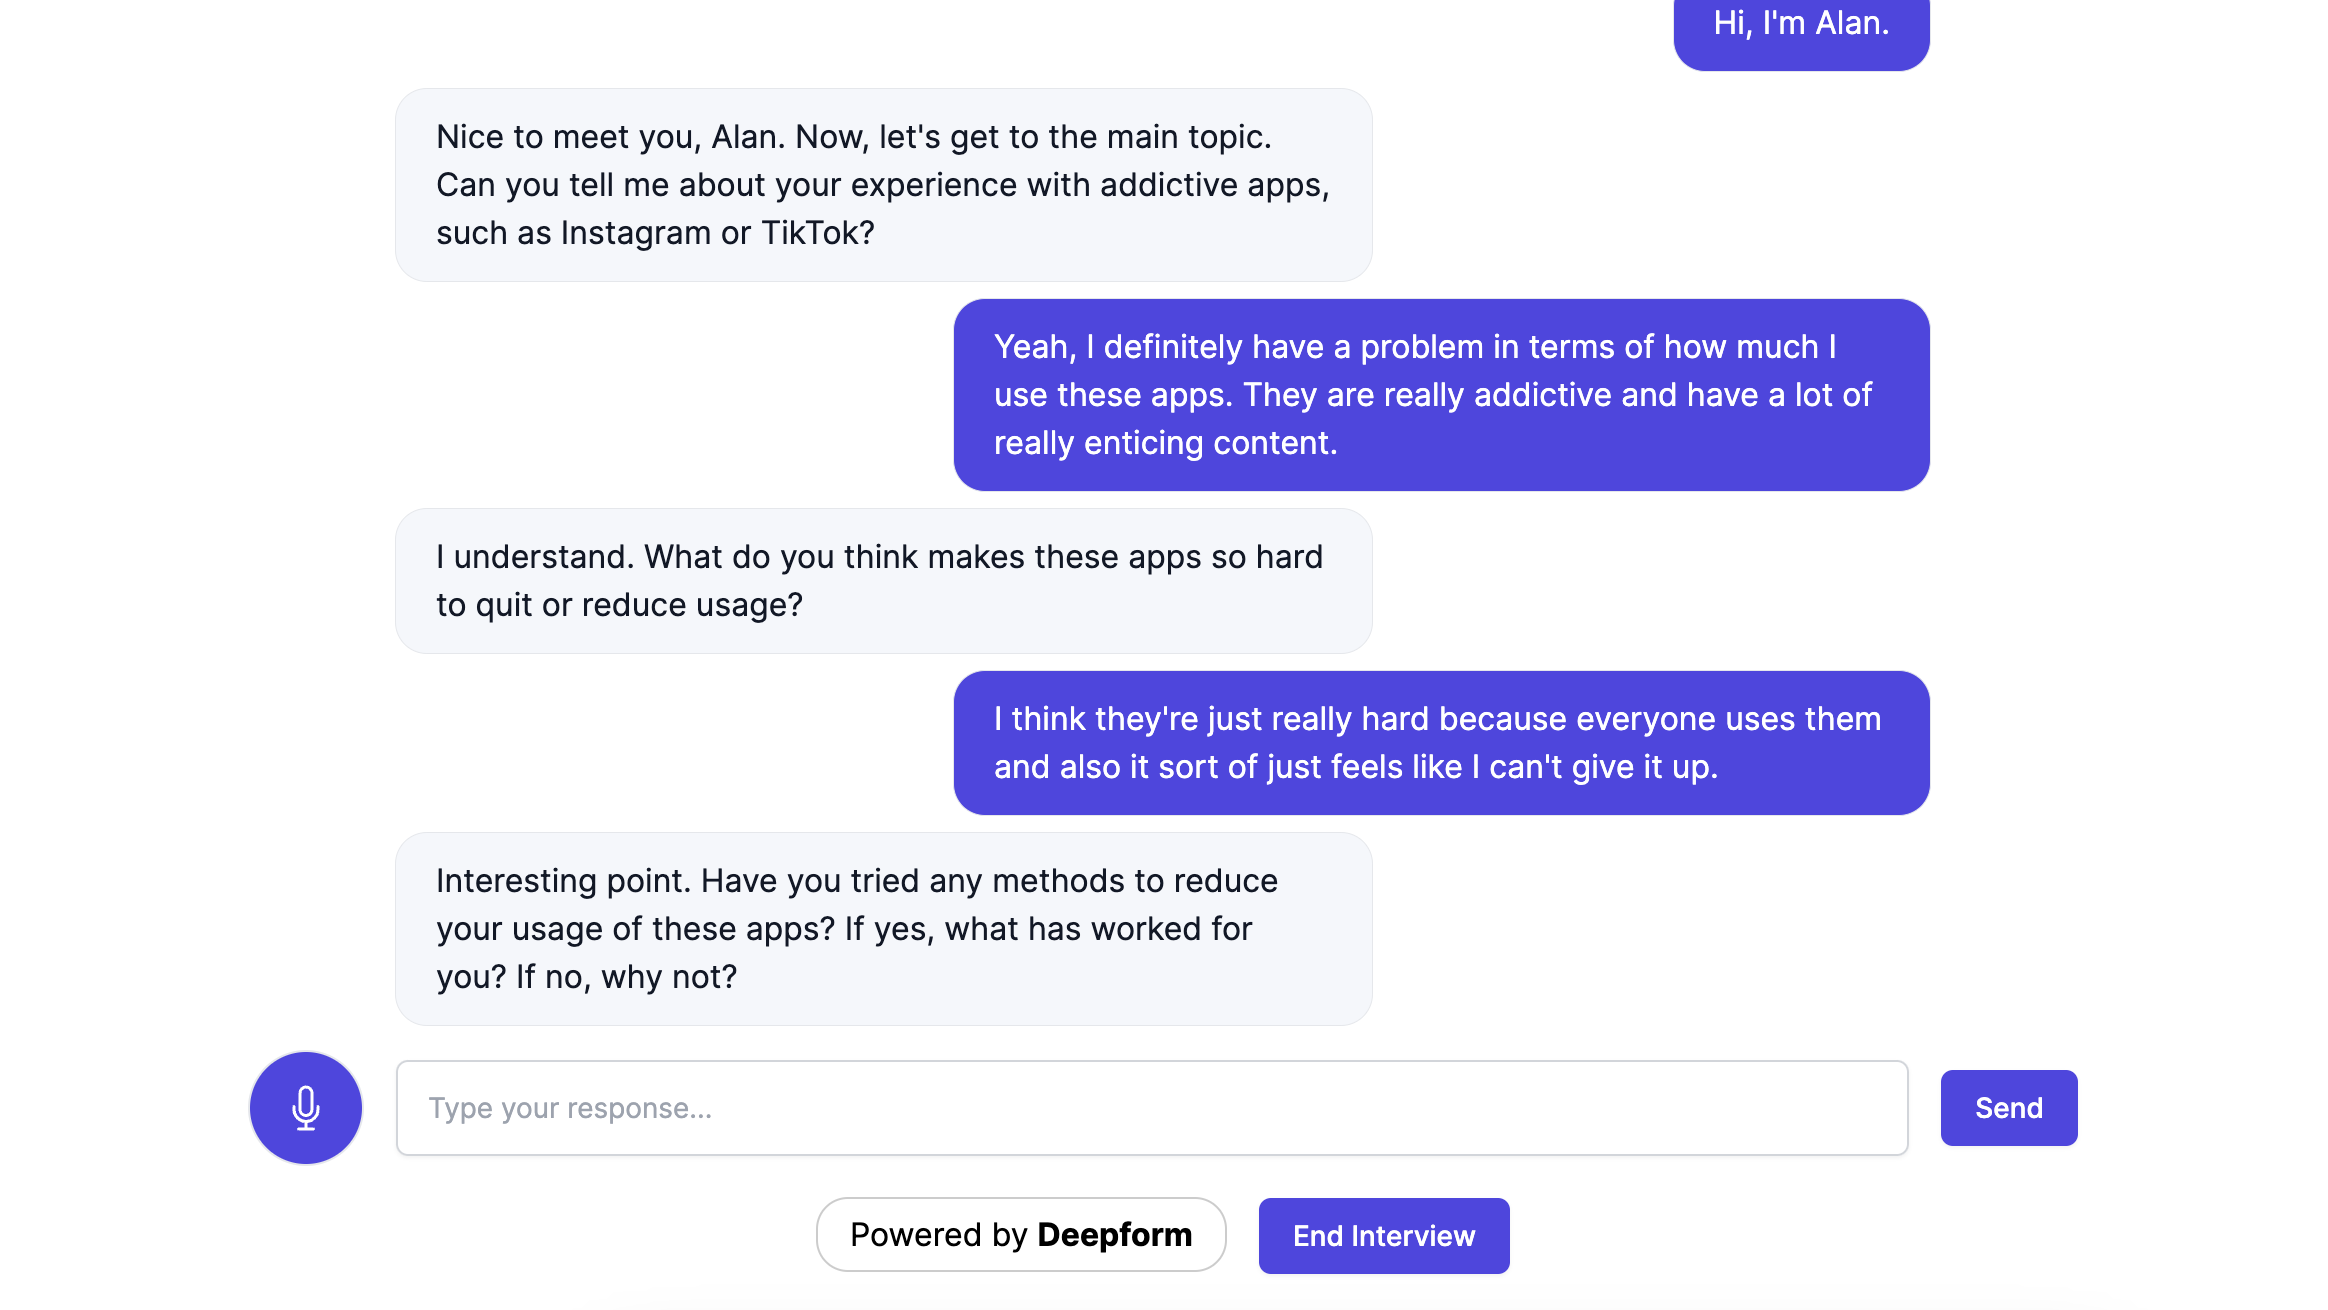 Hi, I'm Alan.
Nice to meet you, Alan. Now, let's get to the main topic.
Can you tell me about your experience with addictive apps,
such as Instagram or TikTok?
Yeah, I definitely have a problem in terms of how much I
use these apps. They are really addictive and have a lot of
really enticing content.
I understand. What do you think makes these apps so hard
to quit or reduce usage?
I think they're just really hard because everyone uses them
and also it sort of just feels like I can't give it up.
Interesting point. Have you tried any methods to reduce
your usage of these apps? If yes, what has worked for
you? If no, why not?
Type your response...
Send
Powered by Deepform
End Interview